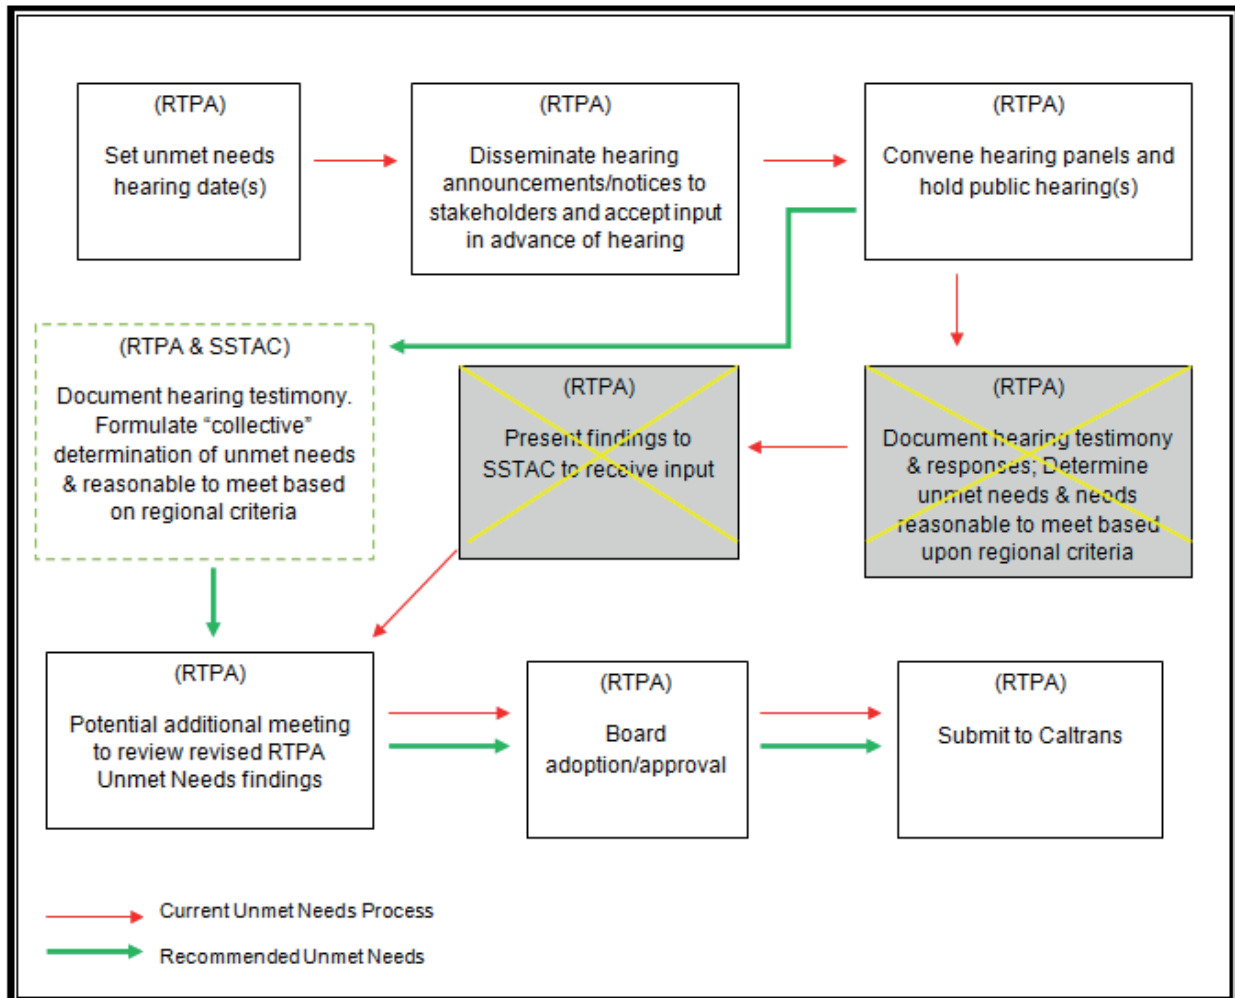 (RTPA)
Set unmet needs
hearing date(s)
(RTPA)
Disseminate hearing
announcements/notices to
stakeholders and accept input
in advance of hearing
(RTPA)
Convene hearing panels and
hold public hearing(s)
(RTPA & SSTAC)
Document hearing testimony.
Formulate “collective”
determination of unmet needs
& reasonable to meet based
on regional criteria
(RTPA)
Present findings to
SSTAC to receive input
(RTPA)
Document hearing testimony
& responses; Determine
unmet needs & needs
reasonable to meet based
upon regional criteria
(RTPA)
Potential additional meeting
to review revised RTPA
Unmet Needs findings
(RTPA)
Board
adoption/approval
(RTPA)
Submit to Caltrans
Current Unmet Needs Process
Recommended Unmet Needs